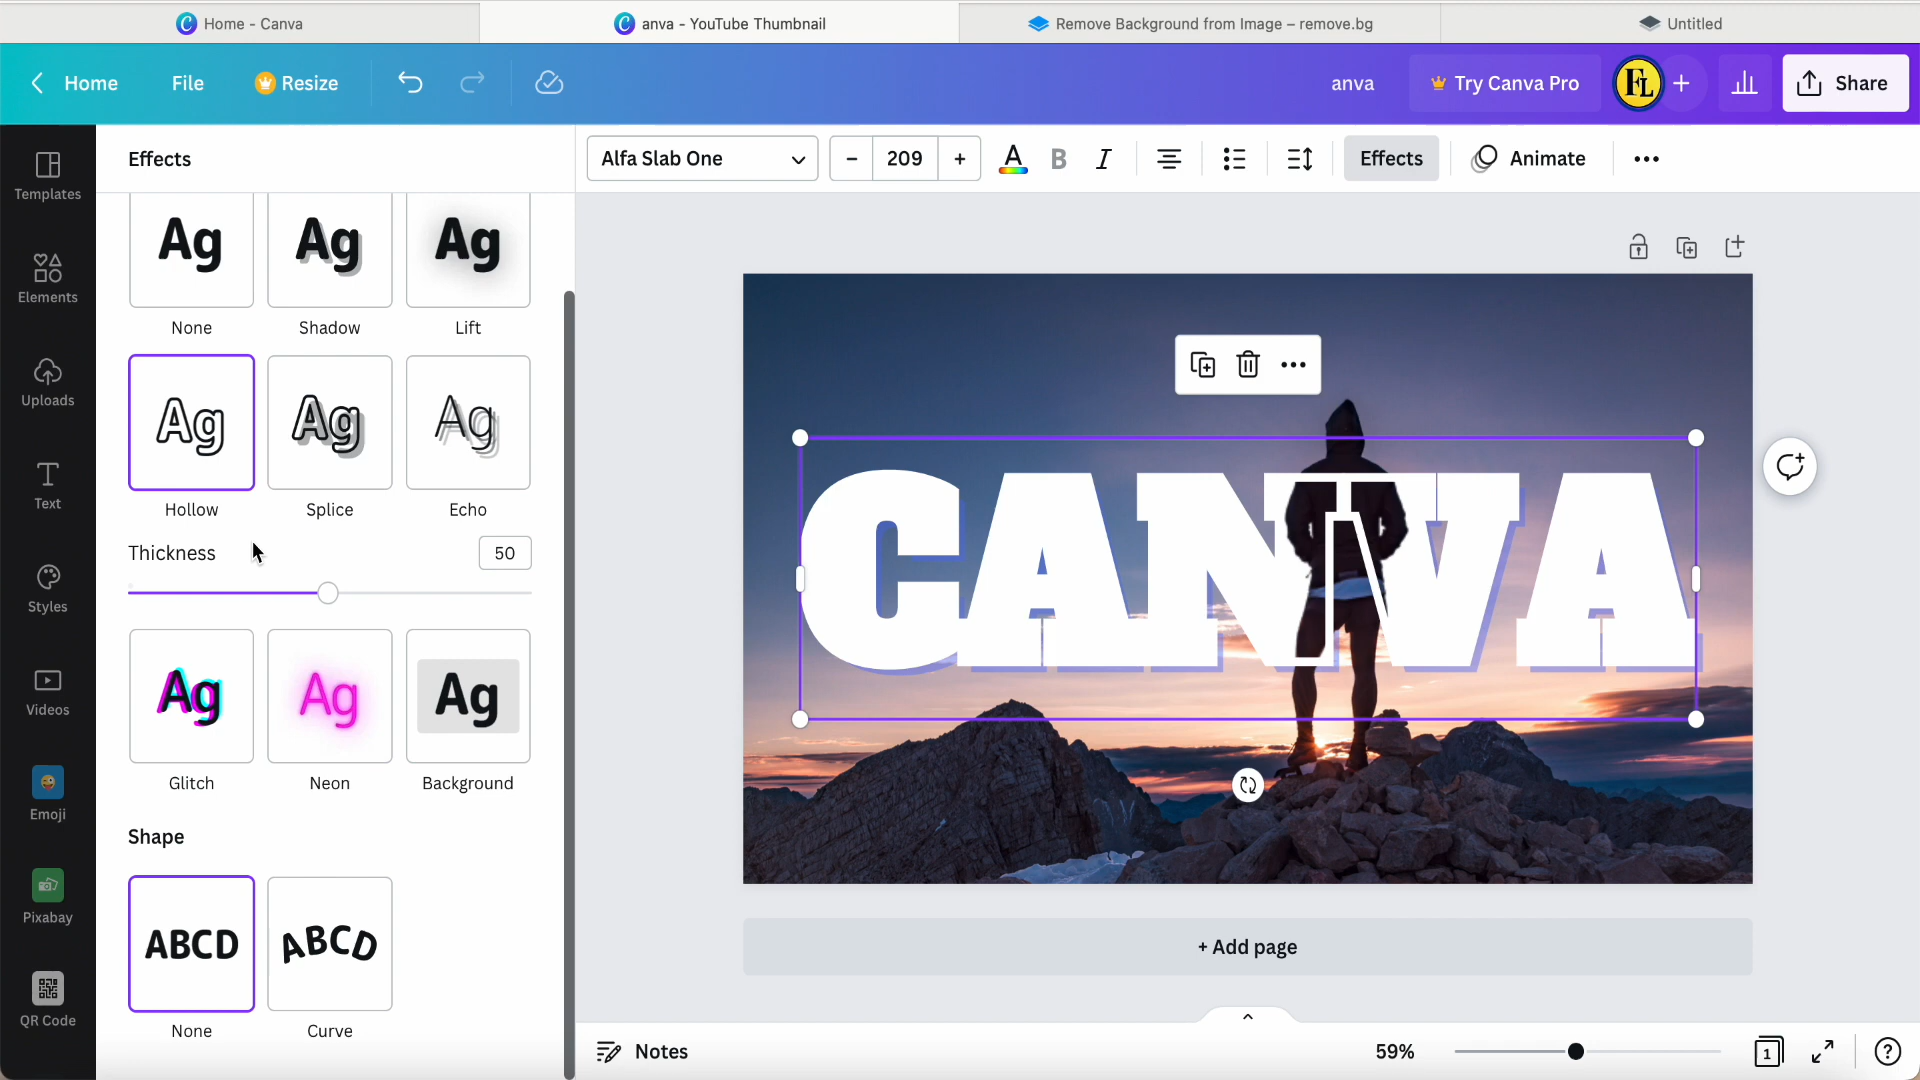 Home - Canva
anva - YouTube Thumbnail
Remove Background from Image – remove.bg
Untitled
Home
File
Resize
anva
Try Canva Pro
FL
Share
Templates
Elements
Uploads
Text
Styles
Videos
Emoji
Pixabay
QR Code
Effects
Ag
None
Ag
Shadow
Ag
Lift
Ag
Hollow
Ag
Splice
Ag
Echo
Thickness
50
Ag
Glitch
Ag
Neon
Ag
Background
Shape
ABCD
None
ABCD
Curve
Alfa Slab One
209
A
B
I
Effects
Animate
CANVA
+ Add page
Notes
59%
1